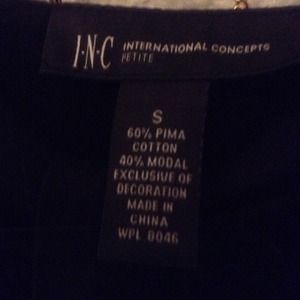 I·N·C INTERNATIONAL CONCEPTS
PETITE
S
60% PIMA
COTTON
40% MODAL
EXCLUSIVE OF
DECORATION
MADE IN
CHINA
WPL 8046